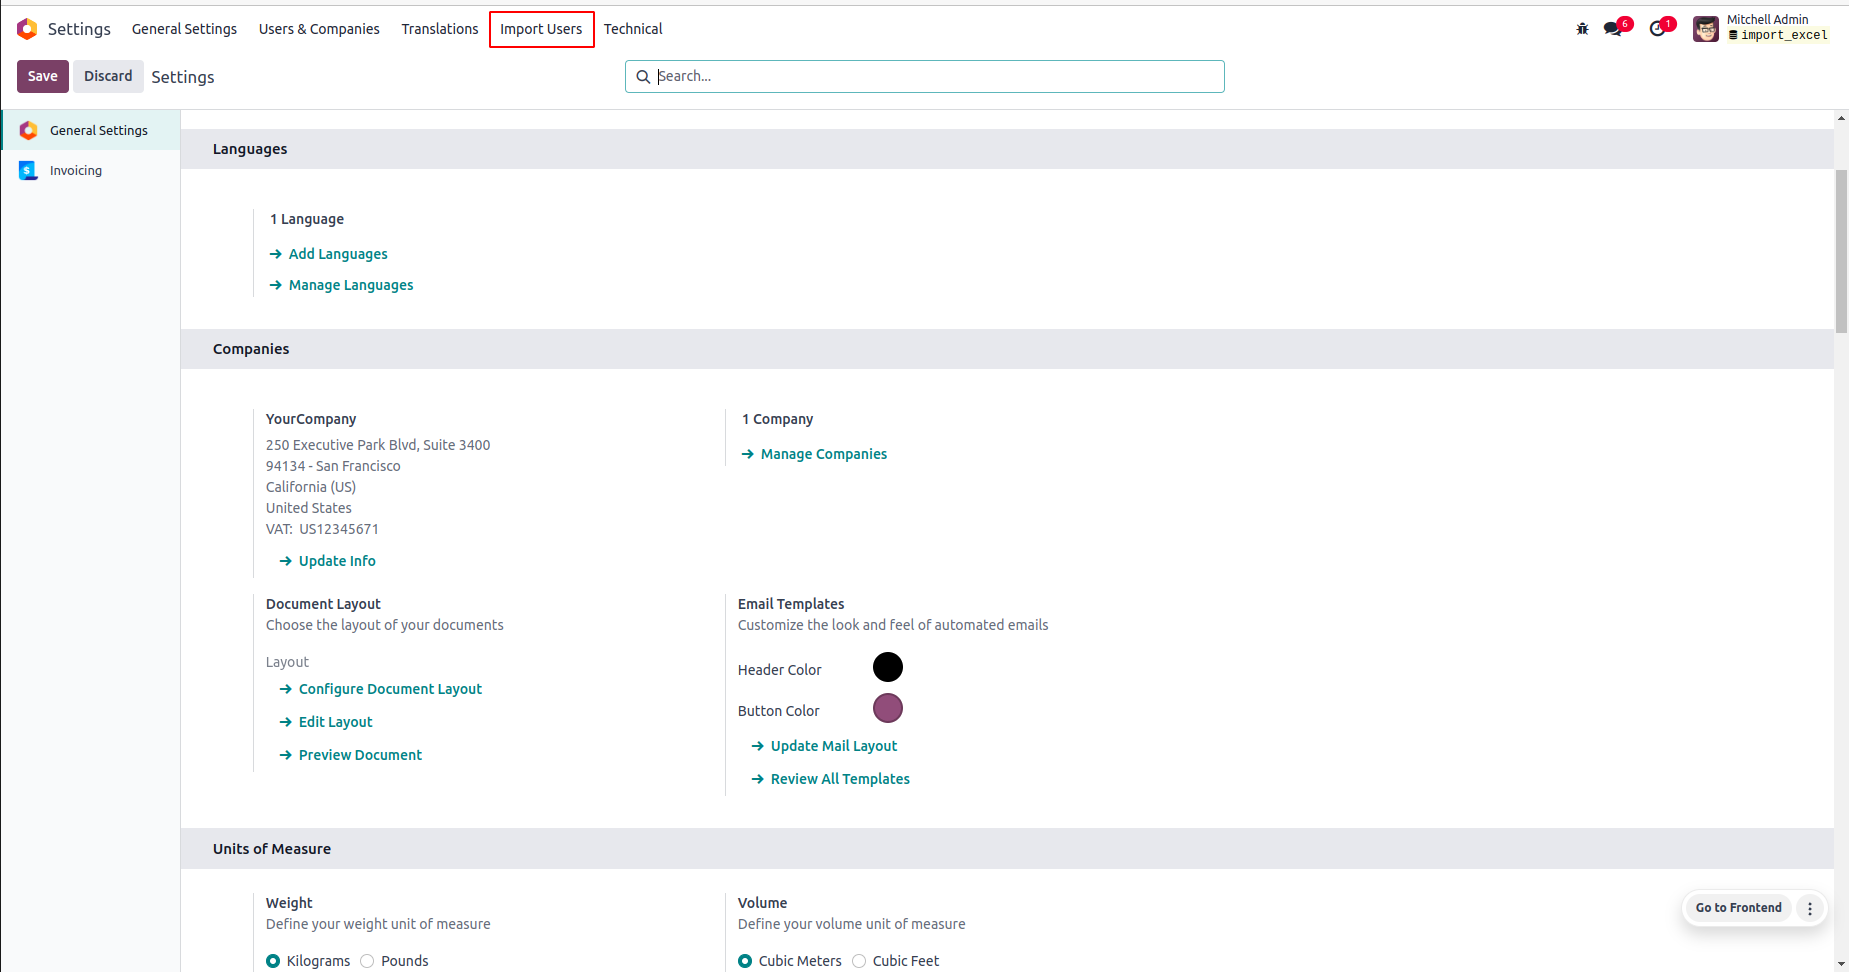 Settings General Settings Users & Companies Translations Import Users Technical 6 1 Mitchell Admin
import_excel
Save Discard Settings Search...
General Settings
Invoicing
Languages
1 Language
Add Languages
Manage Languages
Companies
YourCompany 1 Company
250 Executive Park Blvd, Suite 3400
94134 - San Francisco Manage Companies
California (US)
United States
VAT: US12345671
Update Info
Document Layout Email Templates
Choose the layout of your documents Customize the look and feel of automated emails
Layout Header Color
Configure Document Layout
Edit Layout Button Color
Preview Document Update Mail Layout
Review All Templates
Units of Measure
Weight Volume
Define your weight unit of measure Define your volume unit of measure
Kilograms Pounds Cubic Meters Cubic Feet
Go to Frontend